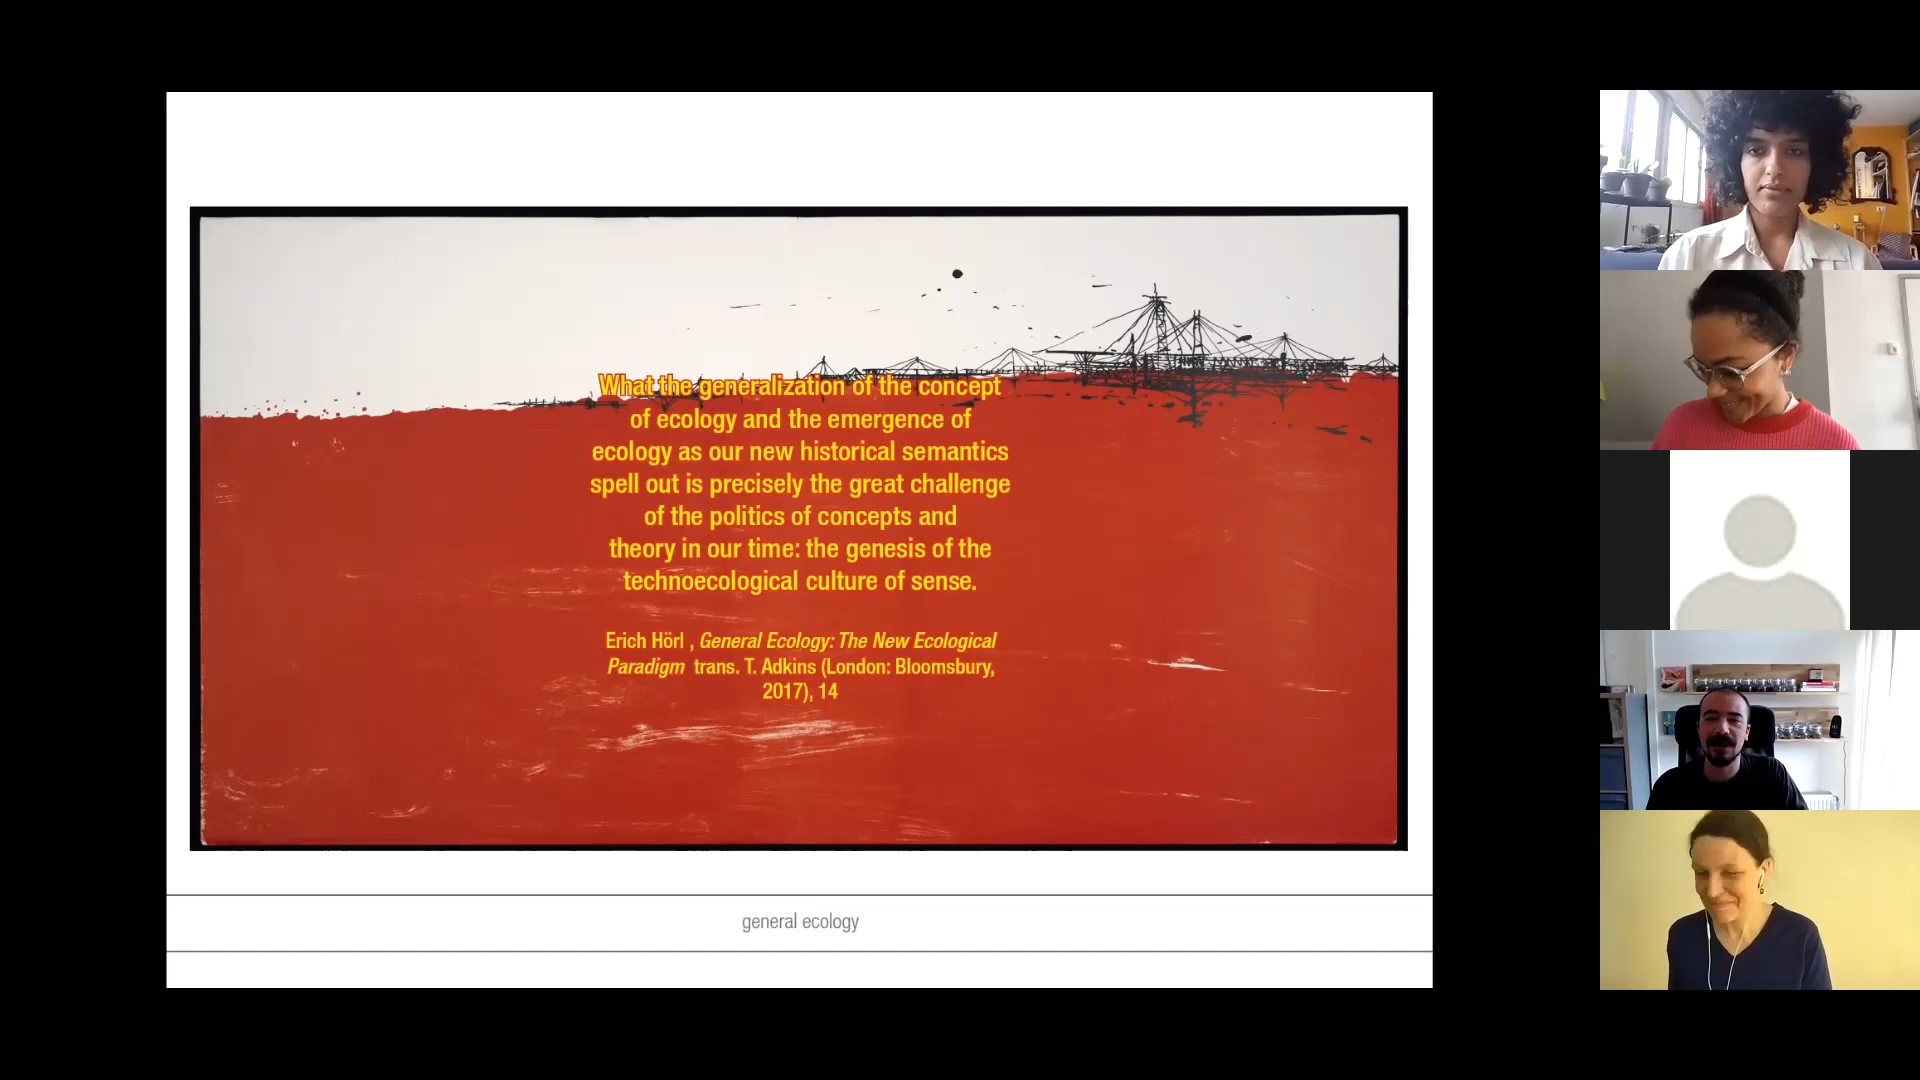 What the generalization of the concept
of ecology and the emergence of
ecology as our new historical semantics
spell out is precisely the great challenge
of the politics of concepts and
theory in our time: the genesis of the
technoecological culture of sense.
Erich Hörl , General Ecology: The New Ecological
Paradigm trans. T. Adkins (London: Bloomsbury,
2017), 14
general ecology